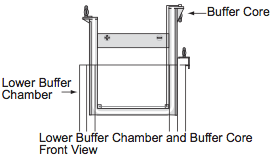 Buffer Core
Lower Buffer
Chamber
Lower Buffer Chamber and Buffer Core
Front View